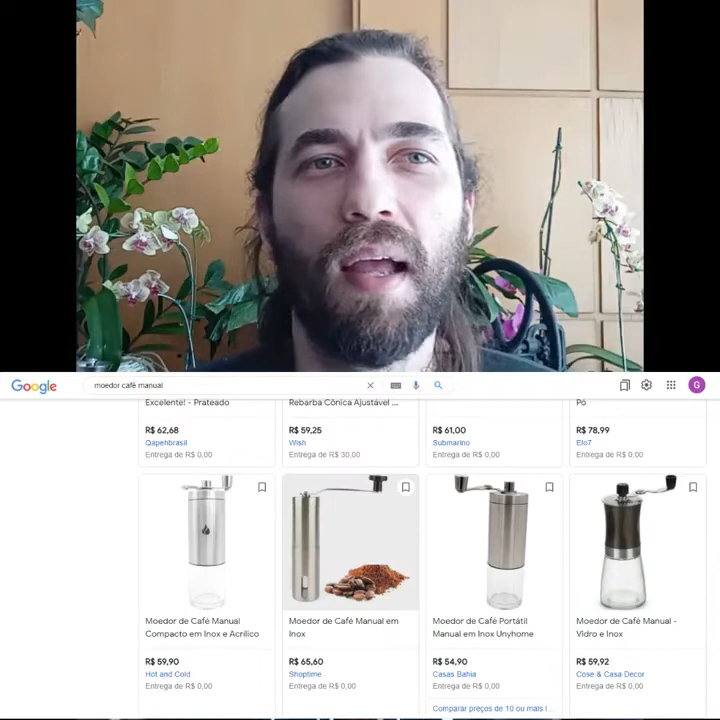 Google
moedor café manual
G
Excelente! - Prateado
R$ 62,68
Qapehbrasil
Entrega de R$ 0,00
Rebarba Cônica Ajustável ...
R$ 59,25
Wish
Entrega de R$ 30,00
R$ 61,00
Submarino
Entrega de R$ 0,00
Pó
R$ 78,99
Elo7
Entrega de R$ 0,00
Moedor de Café Manual
Compacto em Inox e Acrílico
R$ 59,90
Hot and Cold
Entrega de R$ 0,00
Moedor de Café Manual em
Inox
R$ 65,60
Shoptime
Entrega de R$ 0,00
Moedor de Café Portátil
Manual em Inox Unyhome
R$ 54,90
Casas Bahia
Entrega de R$ 0,00
Comparar preços de 10 ou mais l...
Moedor de Café Manual -
Vidro e Inox
R$ 59,92
Cose & Casa Decor
Entrega de R$ 0,00